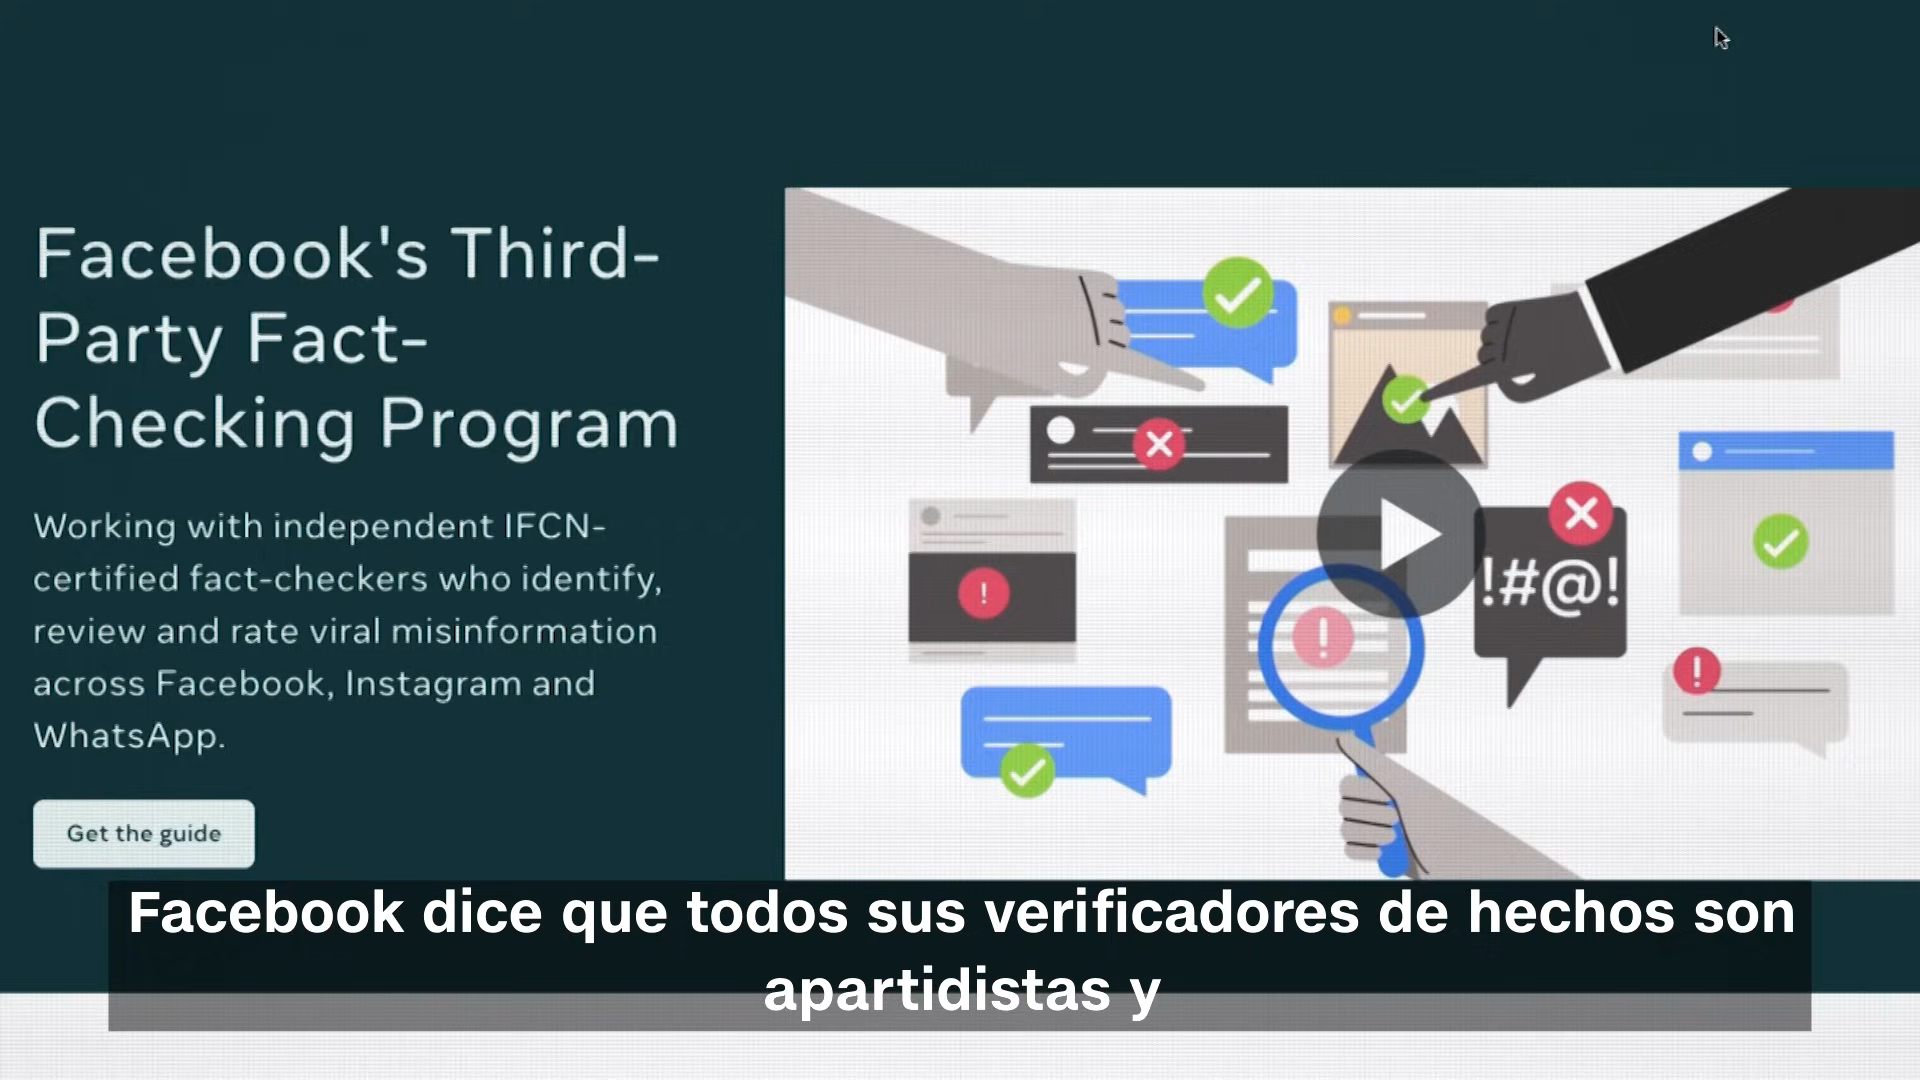 Facebook's Third-
Party Fact-
Checking Program
Working with independent IFCN-
certified fact-checkers who identify,
review and rate viral misinformation
across Facebook, Instagram and
WhatsApp.
Get the guide
!#@!
Facebook dice que todos sus verificadores de hechos son
apartidistas y